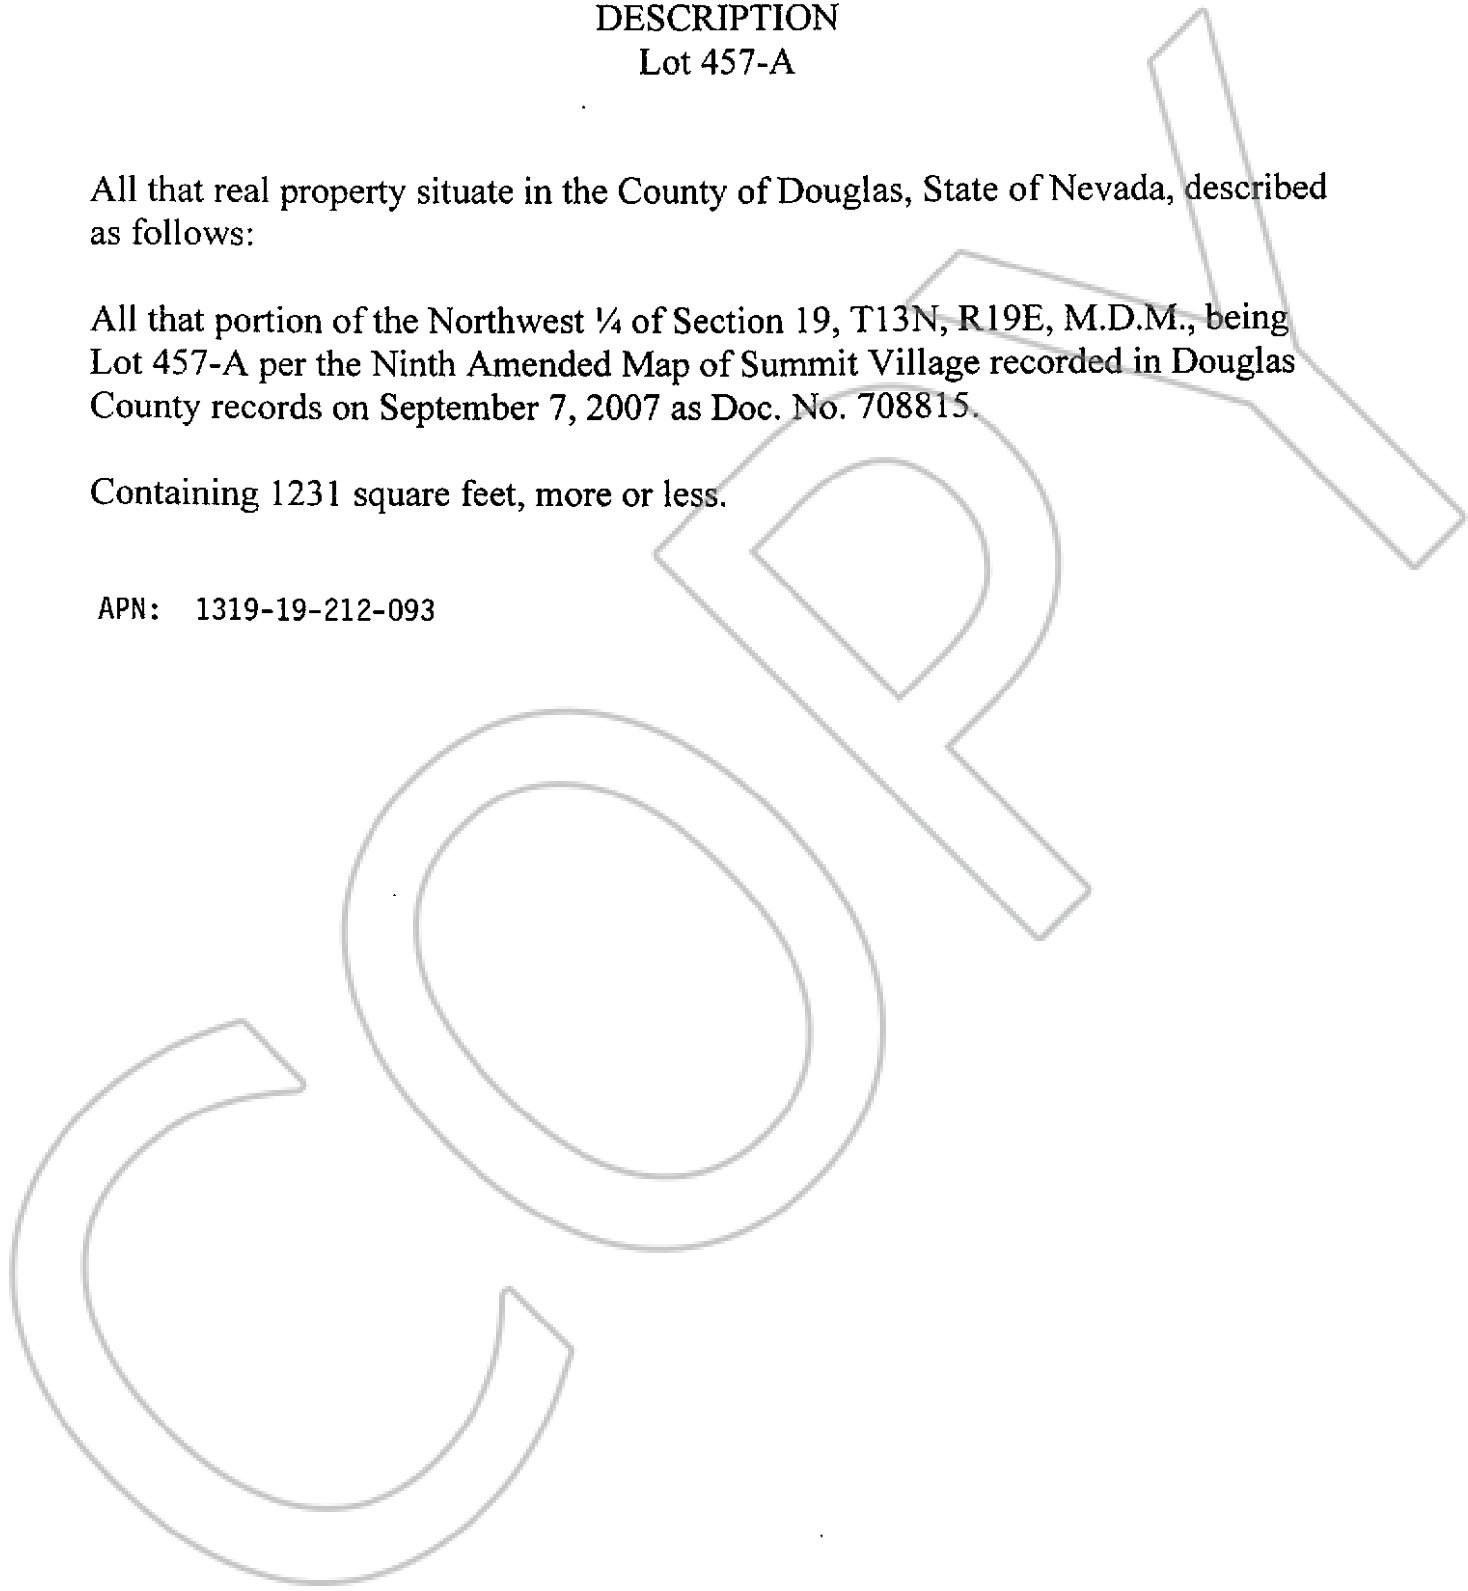 DESCRIPTION
Lot 457-A
All that real property situate in the County of Douglas, State of Nevada, described
as follows:
All that portion of the Northwest ¼ of Section 19, T13N, R19E, M.D.M., being
Lot 457-A per the Ninth Amended Map of Summit Village recorded in Douglas
County records on September 7, 2007 as Doc. No. 708815.
Containing 1231 square feet, more or less.
APN: 1319-19-212-093
COPY